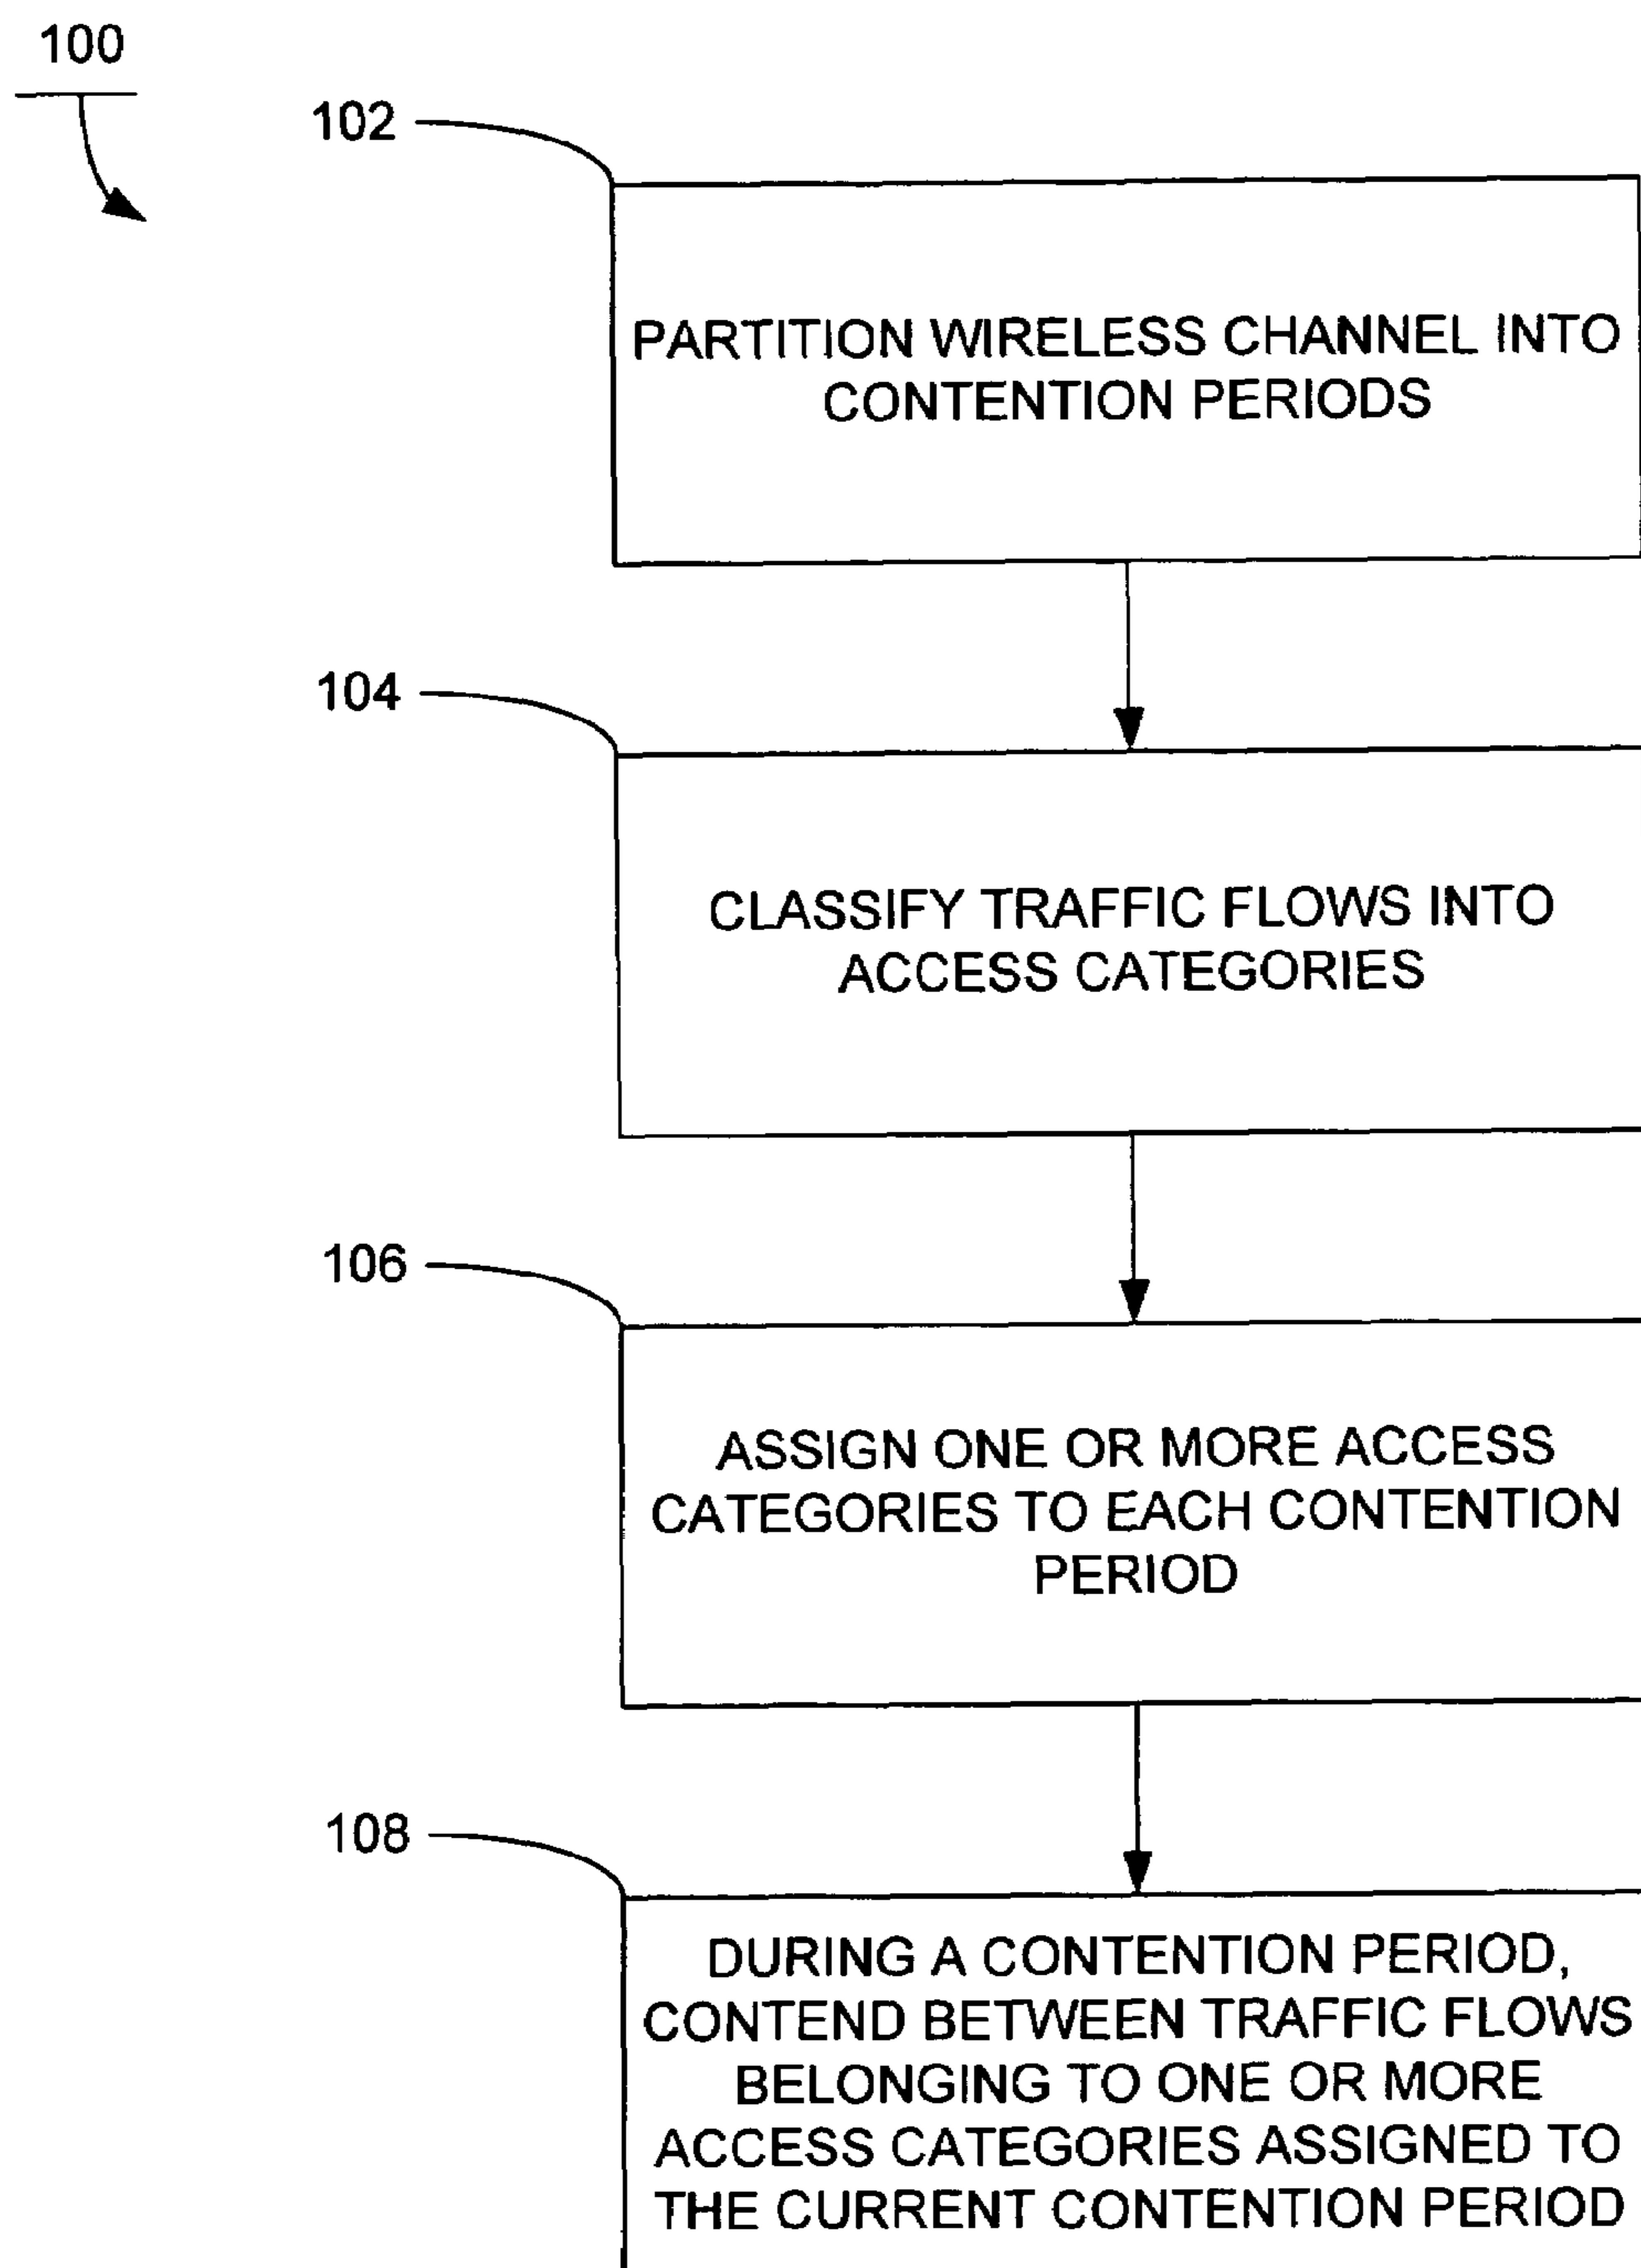 100
102
PARTITION WIRELESS CHANNEL INTO
CONTENTION PERIODS
104
CLASSIFY TRAFFIC FLOWS INTO
ACCESS CATEGORIES
106
ASSIGN ONE OR MORE ACCESS
CATEGORIES TO EACH CONTENTION
PERIOD
108
DURING A CONTENTION PERIOD,
CONTEND BETWEEN TRAFFIC FLOWS
BELONGING TO ONE OR MORE
ACCESS CATEGORIES ASSIGNED TO
THE CURRENT CONTENTION PERIOD